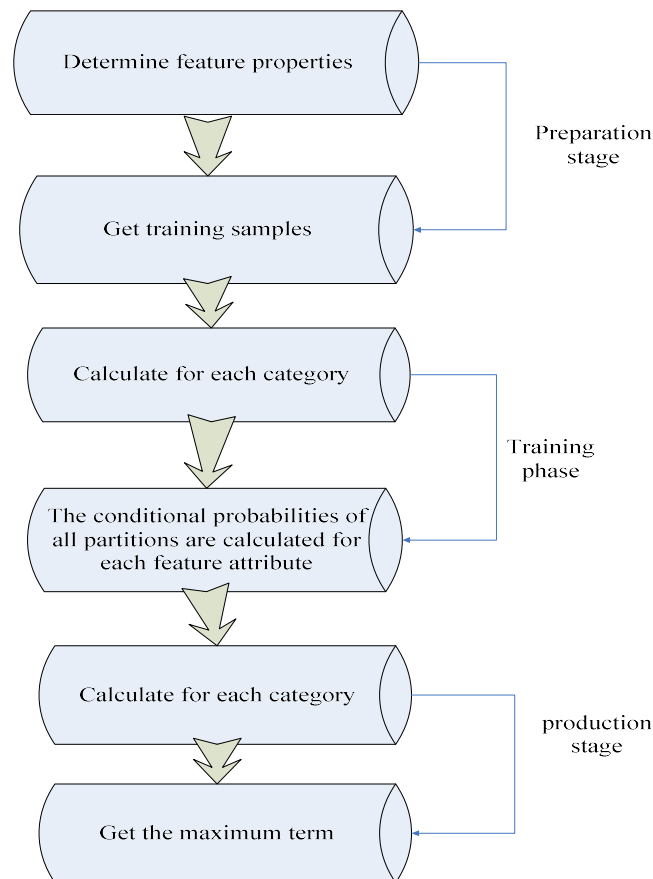 Determine feature properties
Preparation
stage
Get training samples
Calculate for each category
Training
phase
The conditional probabilities of
all partitions are calculated for
each feature attribute
Calculate for each category
production
stage
Get the maximum term